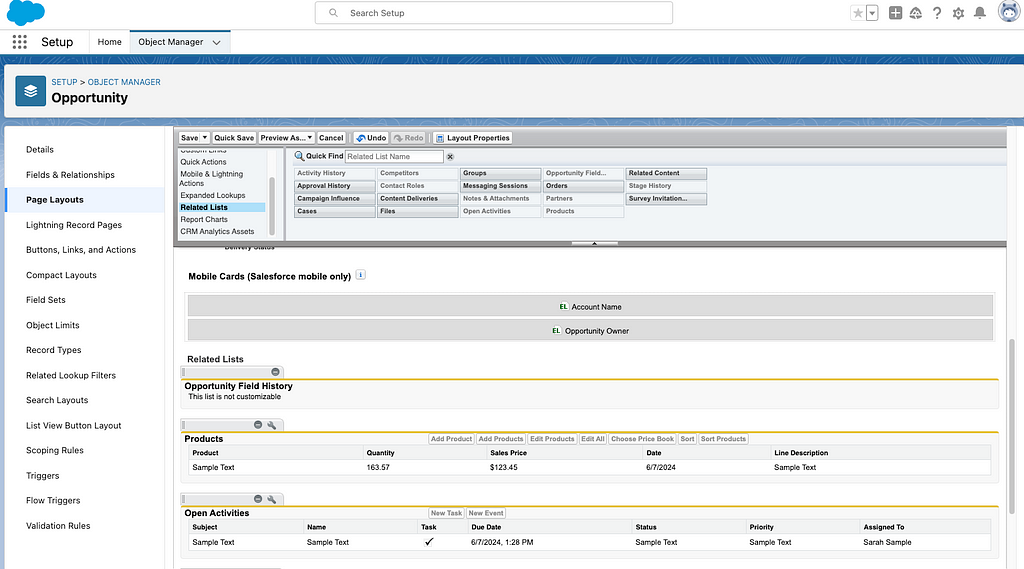 Search Setup
Setup
Home
Object Manager
SETUP > OBJECT MANAGER
Opportunity
Details
Fields & Relationships
Page Layouts
Lightning Record Pages
Buttons, Links, and Actions
Compact Layouts
Field Sets
Object Limits
Record Types
Related Lookup Filters
Search Layouts
List View Button Layout
Scoping Rules
Triggers
Flow Triggers
Validation Rules
Save Quick Save Preview As... Cancel Undo Redo Layout Properties
Custom Links
Quick Actions
Mobile & Lightning
Actions
Expanded Lookups
Related Lists
Report Charts
CRM Analytics Assets
Quick Find Related List Name
Activity History Competitors Groups Opportunity Field... Related Content
Approval History Contact Roles Messaging Sessions Orders Stage History
Campaign Influence Content Deliveries Notes & Attachments Partners Survey Invitation...
Cases Files Open Activities Products
Delivery Status
Mobile Cards (Salesforce mobile only) i
EL Account Name
EL Opportunity Owner
Related Lists
Opportunity Field History
This list is not customizable
Products Add Product Add Products Edit Products Edit All Choose Price Book Sort Sort Products
Product Quantity Sales Price Date Line Description
Sample Text 163.57 $123.45 6/7/2024 Sample Text
Open Activities New Task New Event
Subject Name Task Due Date Status Priority Assigned To
Sample Text Sample Text ✓ 6/7/2024, 1:28 PM Sample Text Sample Text Sarah Sample